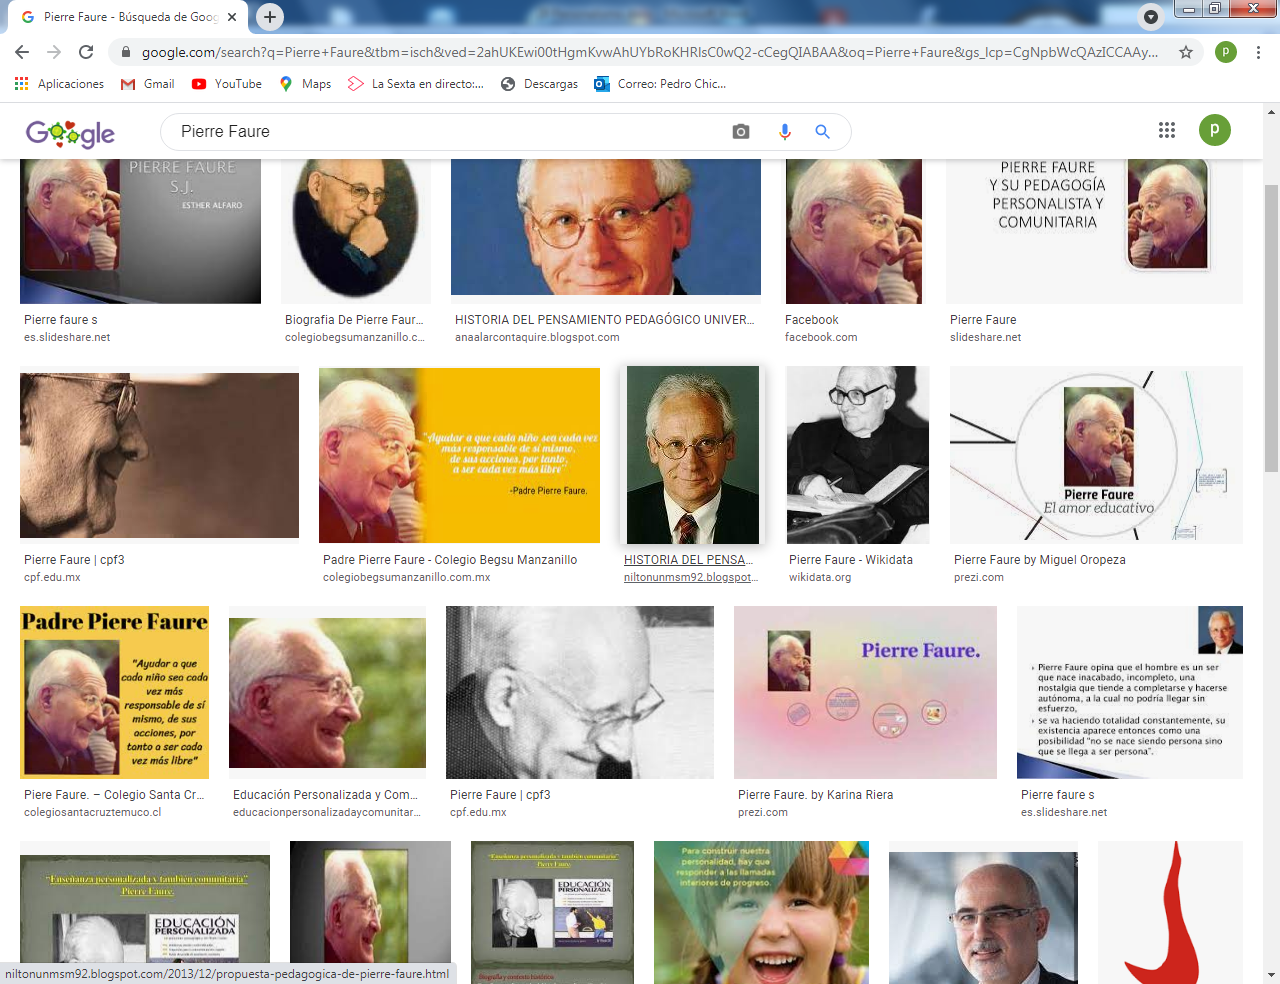 Pierre Faure - Búsqueda de Goog
google.com/search?q=Pierre+Faure&tbm=isch&ved=2ahUKEwi00tHgmKvwAhUYbRoKHRlsC0wQ2-cCegQIABAA&oq=Pierre+Faure&gs_lcp=CgNpbWcQAzICCAAy...
p
Aplicaciones Gmail YouTube Maps La Sexta en directo:... Descargas Correo: Pedro Chic...
Google
Pierre Faure
p
PIERRE FAURE
S.J.
ESTHER ALFARO
PIERRE FAURE
Y SU PEDAGOGÍA
PERSONALISTA Y
COMUNITARIA
Pierre faure s
es.slideshare.net
Biografia De Pierre Faur...
colegiobegsumanzanillo.c...
HISTORIA DEL PENSAMIENTO PEDAGÓGICO UNIVER...
anaalarcontaquire.blogspot.com
Facebook
facebook.com
Pierre Faure
slideshare.net
"Ayudar a que cada niño sea cada vez
más responsable de sí mismo,
de sus acciones, por tanto,
a ser cada vez más libre"
-Padre Pierre Faure.
Pierre Faure
El amor educativo
Pierre Faure | cpf3
cpf.edu.mx
Padre Pierre Faure - Colegio Begsu Manzanillo
colegiobegsumanzanillo.com.mx
HISTORIA DEL PENSA...
niltonunmsm92.blogspot...
Pierre Faure - Wikidata
wikidata.org
Pierre Faure by Miguel Oropeza
prezi.com
Padre Piere Faure
"Ayudar a que
cada niño sea cada
vez más
responsable de sí
mismo, de sus
acciones, por
tanto a ser cada
vez más libre"
Pierre Faure.
Pierre Faure opina que el hombre es un ser
que nace inacabado, incompleto, una
nostalgia que tiende a completarse y hacerse
autónoma, a la cual no podría llegar sin
esfuerzo,
se va haciendo totalidad constantemente, su
existencia aparece entonces como una
posibilidad "no se nace siendo persona sino
que se llega a ser persona".
Piere Faure. – Colegio Santa Cr...
colegiosantacruztemuco.cl
Educación Personalizada y Com...
educacionpersonalizadaycomunitar...
Pierre Faure | cpf3
cpf.edu.mx
Pierre Faure. by Karina Riera
prezi.com
Pierre faure s
es.slideshare.net
"Enseñanza personalizada y también comunitaria"
Pierre Faure.
EDUCACIÓN
PERSONALIZADA
"Enseñanza personalizada y también comunitaria"
Pierre Faure.
EDUCACIÓN
PERSONALIZADA
Biografía y contexto histórico
Para construir nuestra
personalidad, hay que
responder a las llamadas
interiores de progreso.
niltonunmsm92.blogspot.com/2013/12/propuesta-pedagogica-de-pierre-faure.html